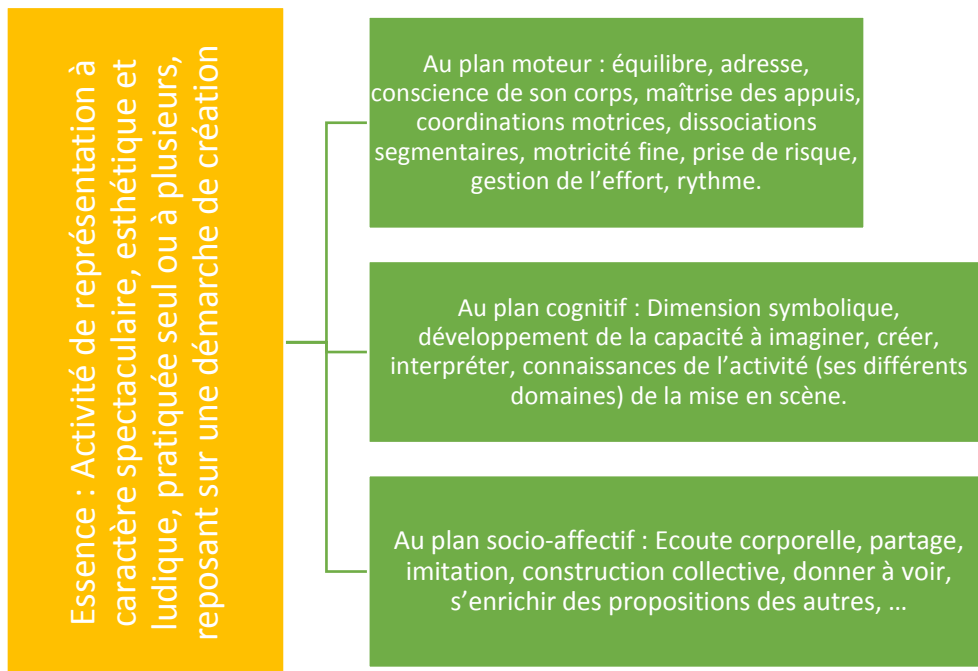 Essence : Activité de représentation à
caractère spectaculaire, esthétique et
ludique, pratiquée seul ou à plusieurs,
reposant sur une démarche de création
Au plan moteur : équilibre, adresse,
conscience de son corps, maîtrise des appuis,
coordinations motrices, dissociations
segmentaires, motricité fine, prise de risque,
gestion de l’effort, rythme.
Au plan cognitif : Dimension symbolique,
développement de la capacité à imaginer, créer,
interpréter, connaissances de l’activité (ses différents
domaines) de la mise en scène.
Au plan socio-affectif : Ecoute corporelle, partage,
imitation, construction collective, donner à voir,
s’enrichir des propositions des autres, …